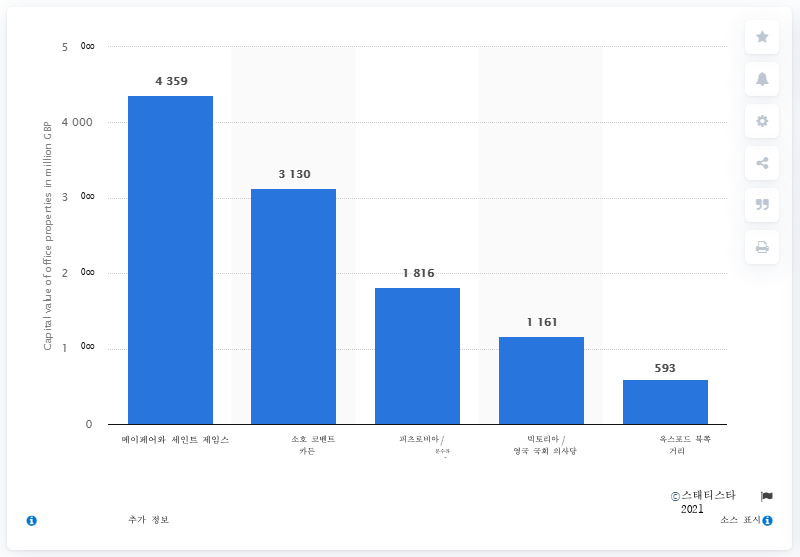 5 000
4 359
4 000
3 130
3 000
2 000
1 816
1 161
1 000
593
0
Capital value of office properties in million GBP
메이페어와 세인트 제임스
소호 코밴트
가든
피츠로비아 /
빅토리아 /
영국 국회 의사당
옥스포드 북쪽
거리
©스태티스타
2021
추가 정보
소스 표시